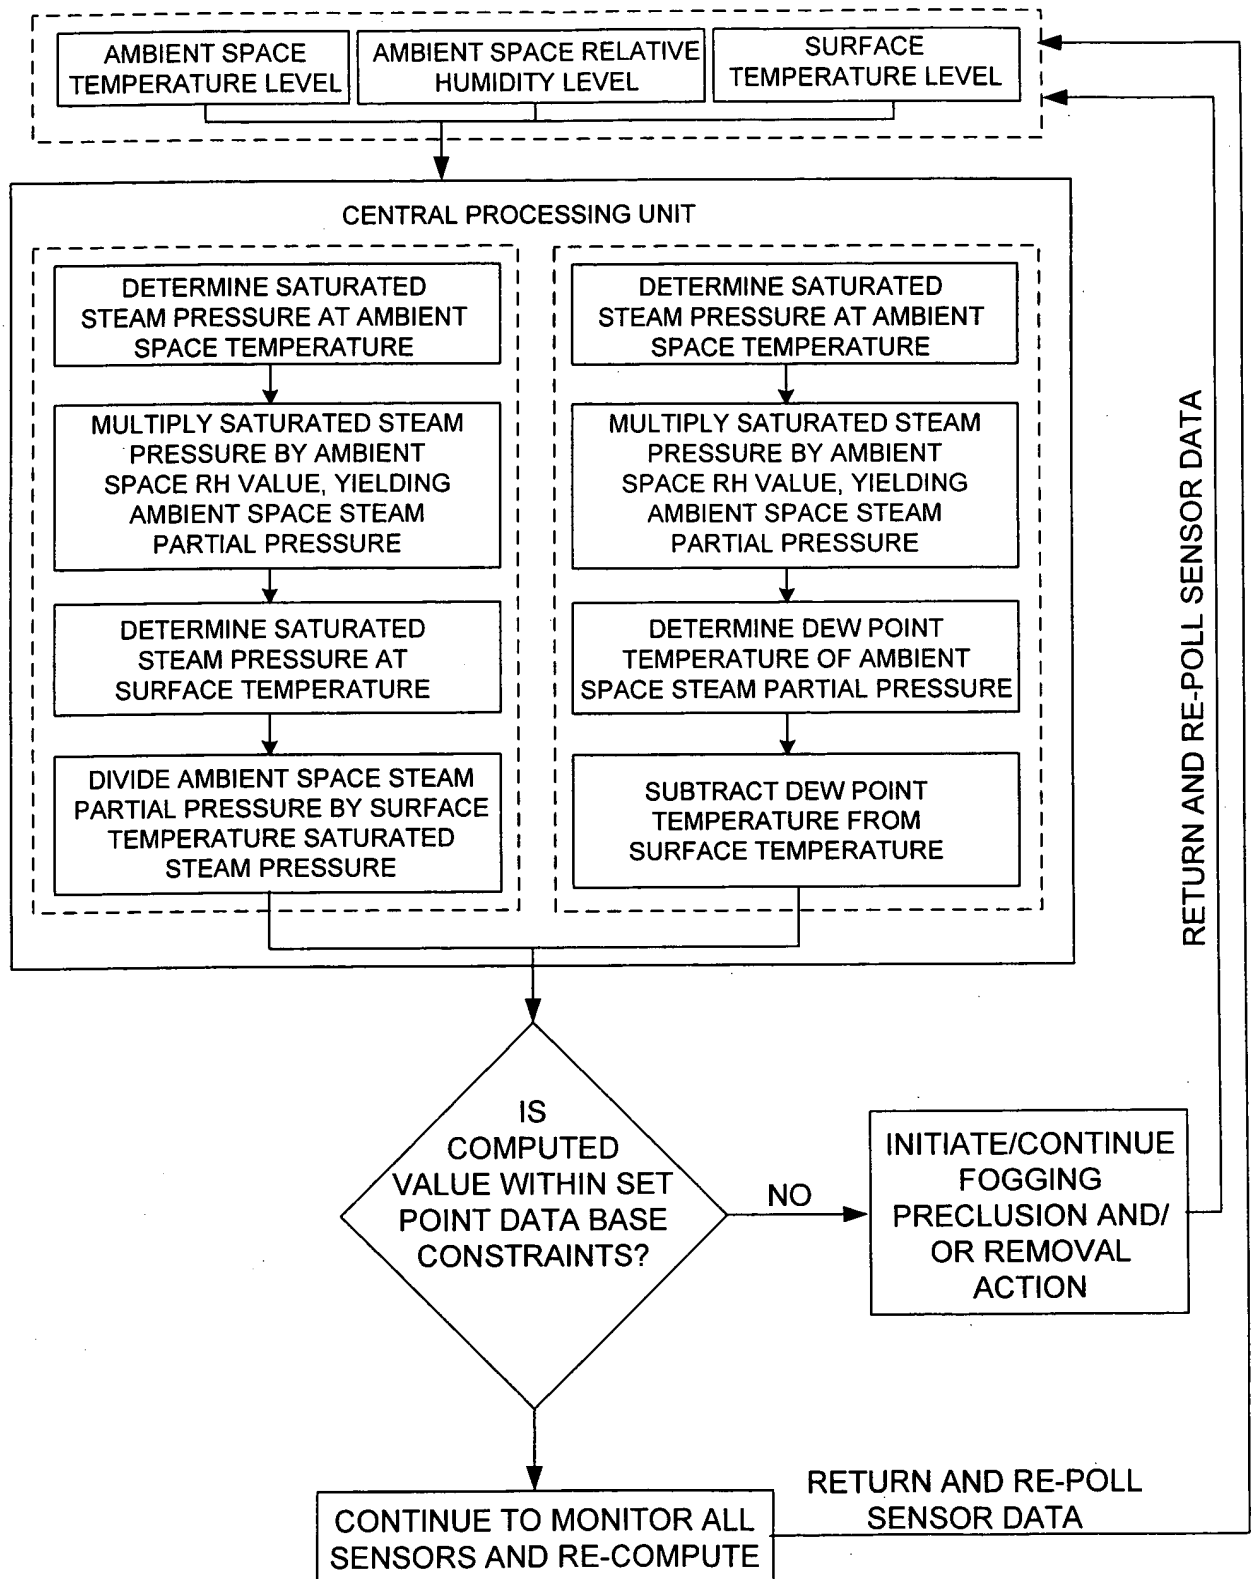 AMBIENT SPACE
TEMPERATURE LEVEL
AMBIENT SPACE RELATIVE
HUMIDITY LEVEL
SURFACE
TEMPERATURE LEVEL
CENTRAL PROCESSING UNIT
DETERMINE SATURATED
STEAM PRESSURE AT AMBIENT
SPACE TEMPERATURE
MULTIPLY SATURATED STEAM
PRESSURE BY AMBIENT
SPACE RH VALUE, YIELDING
AMBIENT SPACE STEAM
PARTIAL PRESSURE
DETERMINE SATURATED
STEAM PRESSURE AT
SURFACE TEMPERATURE
DIVIDE AMBIENT SPACE STEAM
PARTIAL PRESSURE BY SURFACE
TEMPERATURE SATURATED
STEAM PRESSURE
DETERMINE SATURATED
STEAM PRESSURE AT AMBIENT
SPACE TEMPERATURE
MULTIPLY SATURATED STEAM
PRESSURE BY AMBIENT
SPACE RH VALUE, YIELDING
AMBIENT SPACE STEAM
PARTIAL PRESSURE
DETERMINE DEW POINT
TEMPERATURE OF AMBIENT
SPACE STEAM PARTIAL PRESSURE
SUBTRACT DEW POINT
TEMPERATURE FROM
SURFACE TEMPERATURE
RETURN AND RE-POLL SENSOR DATA
IS
COMPUTED
VALUE WITHIN SET
POINT DATA BASE
CONSTRAINTS?
NO
INITIATE/CONTINUE
FOGGING
PRECLUSION AND/
OR REMOVAL
ACTION
CONTINUE TO MONITOR ALL
SENSORS AND RE-COMPUTE
RETURN AND RE-POLL
SENSOR DATA